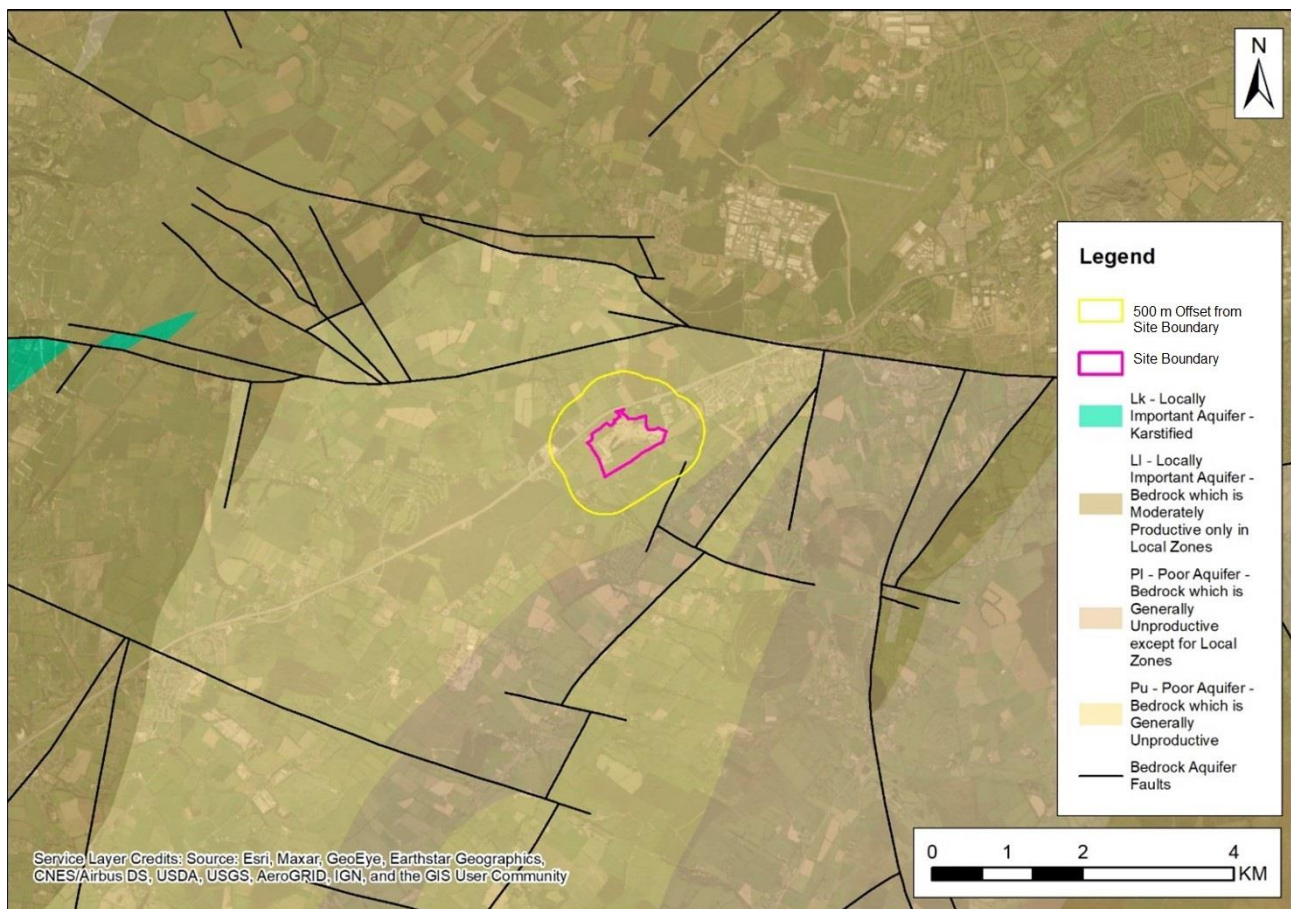 N
Legend
500 m Offset from
Site Boundary
Site Boundary
Lk - Locally
Important Aquifer -
Karstified
Ll - Locally
Important Aquifer -
Bedrock which is
Moderately
Productive only in
Local Zones
Pl - Poor Aquifer -
Bedrock which is
Generally
Unproductive
except for Local
Zones
Pu - Poor Aquifer -
Bedrock which is
Generally
Unproductive
Bedrock Aquifer
Faults
0 1 2 4
KM
Service Layer Credits: Source: Esri, Maxar, GeoEye, Earthstar Geographics,
CNES/Airbus DS, USDA, USGS, AeroGRID, IGN, and the GIS User Community